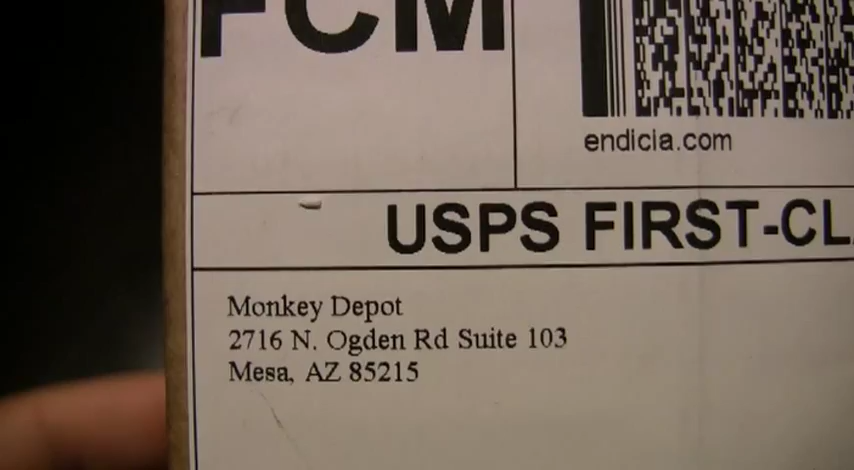 FCM
endicia.com
USPS FIRST-CL
Monkey Depot
2716 N. Ogden Rd Suite 103
Mesa, AZ 85215